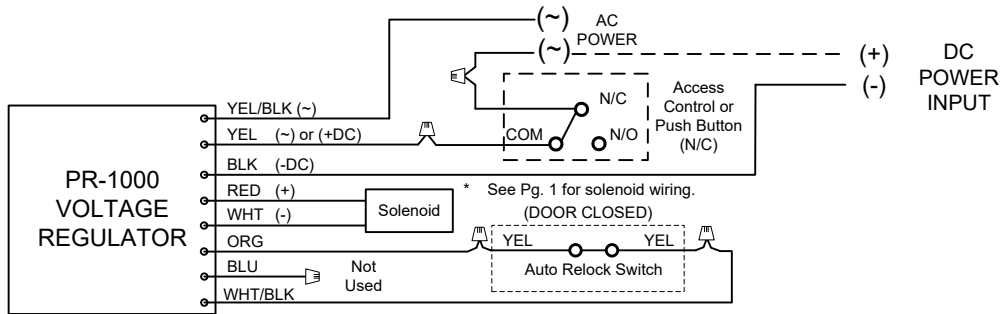 (~) AC
(~) POWER
(+) DC
(-) POWER
INPUT
N/C
COM
N/O
Access
Control or
Push Button
(N/C)
PR-1000
VOLTAGE
REGULATOR
YEL/BLK (~)
YEL (~) or (+DC)
BLK (-DC)
RED (+)
WHT (-)
ORG
BLU
WHT/BLK
Solenoid
* See Pg. 1 for solenoid wiring.
(DOOR CLOSED)
YEL YEL
Auto Relock Switch
Not
Used